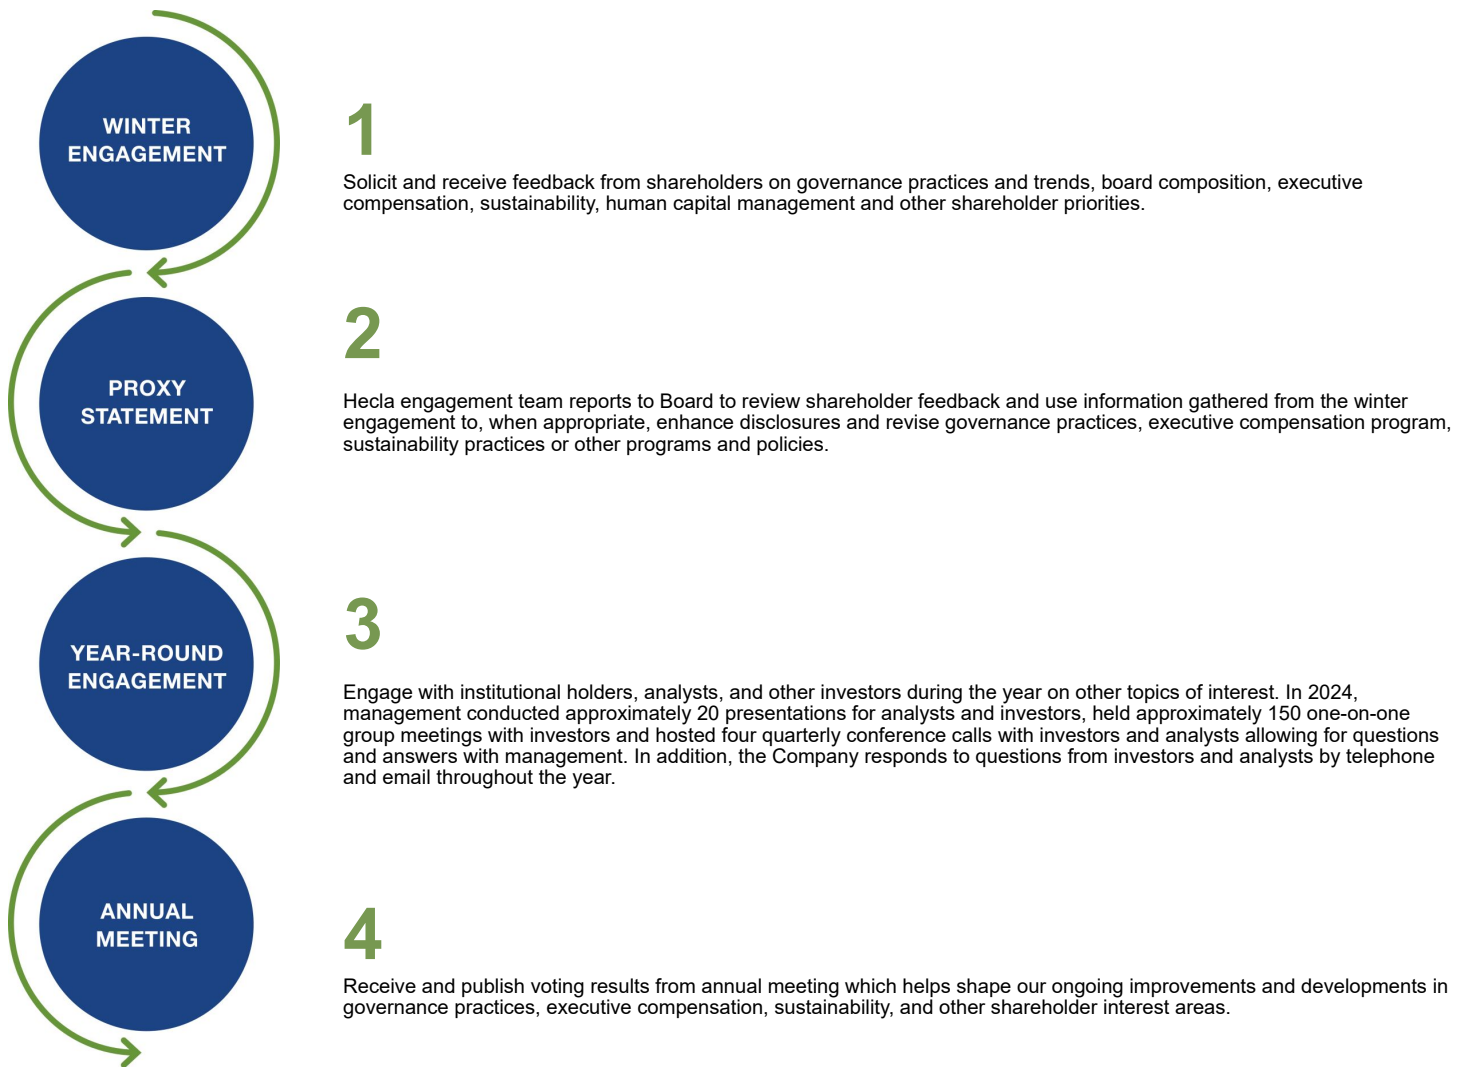 WINTER
ENGAGEMENT
1
Solicit and receive feedback from shareholders on governance practices and trends, board composition, executive
compensation, sustainability, human capital management and other shareholder priorities.
PROXY
STATEMENT
2
Hecla engagement team reports to Board to review shareholder feedback and use information gathered from the winter
engagement to, when appropriate, enhance disclosures and revise governance practices, executive compensation program,
sustainability practices or other programs and policies.
YEAR-ROUND
ENGAGEMENT
3
Engage with institutional holders, analysts, and other investors during the year on other topics of interest. In 2024,
management conducted approximately 20 presentations for analysts and investors, held approximately 150 one-on-one
group meetings with investors and hosted four quarterly conference calls with investors and analysts allowing for questions
and answers with management. In addition, the Company responds to questions from investors and analysts by telephone
and email throughout the year.
ANNUAL
MEETING
4
Receive and publish voting results from annual meeting which helps shape our ongoing improvements and developments in
governance practices, executive compensation, sustainability, and other shareholder interest areas.